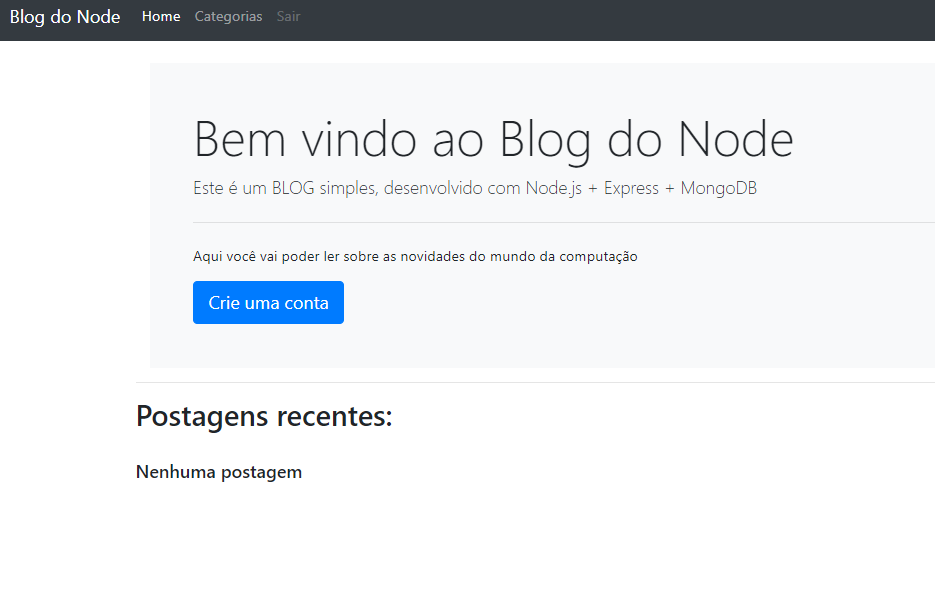 Blog do Node Home Categorias Sair
Bem vindo ao Blog do Node
Este é um BLOG simples, desenvolvido com Node.js + Express + MongoDB
Aqui você vai poder ler sobre as novidades do mundo da computação
Crie uma conta
Postagens recentes:
Nenhuma postagem